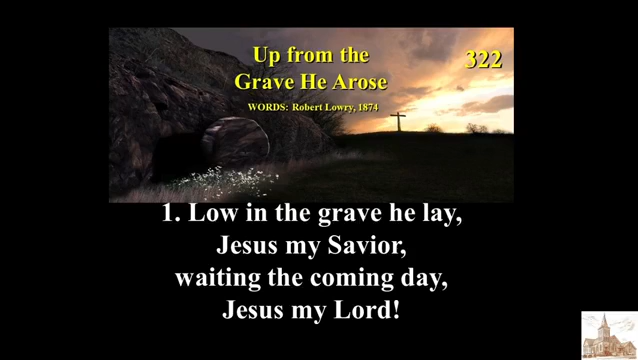 Up from the
322
Grave He Arose
WORDS: Robert Lowry, 1874
1. Low in the grave he lay,
Jesus my Savior,
waiting the coming day,
Jesus my Lord!